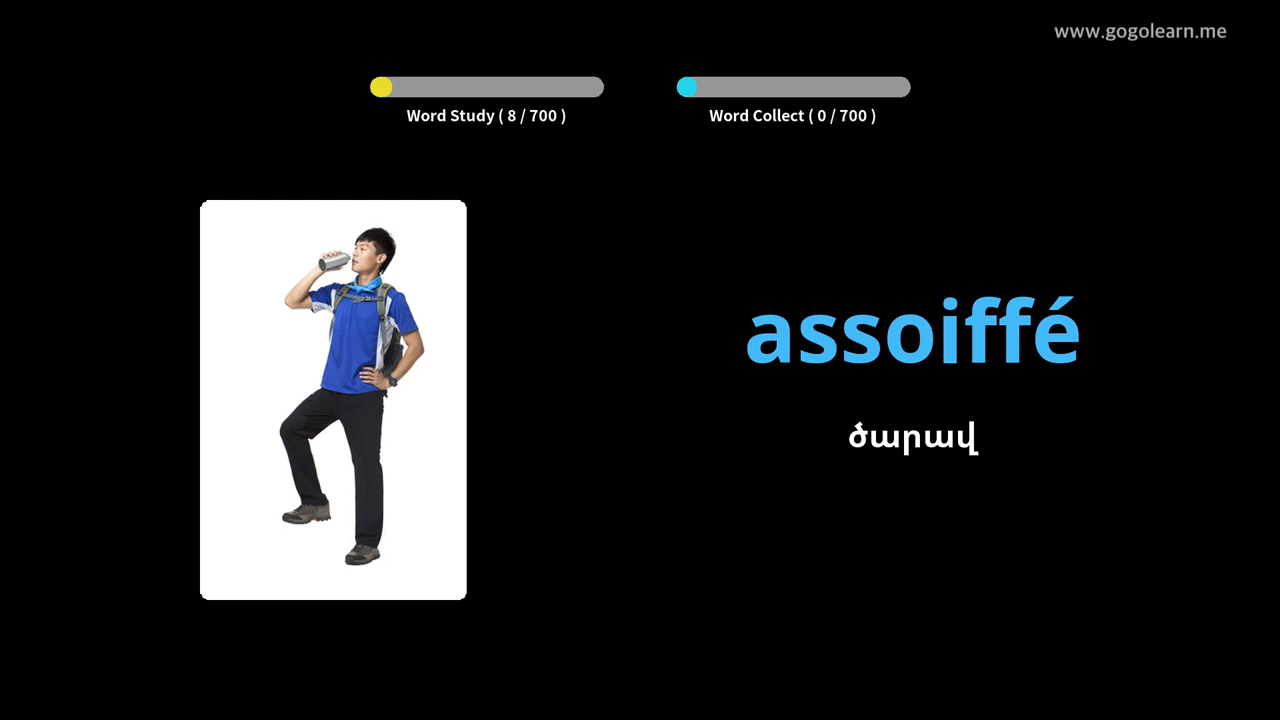 www.gogolearn.me
Word Study ( 8 / 700 )
Word Collect ( 0 / 700 )
assoiffé
ծարավ